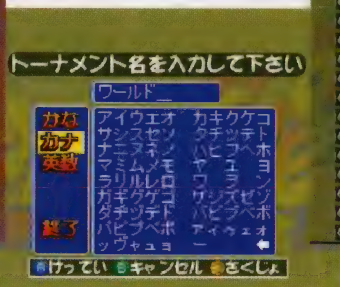 トーナメント名を入力して下さい
ワールド__
かな
カナ
英数
終了
アイウエオ カキクケコ
サシスセソ タチツテト
ナニヌネノ ハヒフヘホ
マミムメモ ヤ ユ ヨ
ラリルレロ ワ ヲ ン
ガギグゲゴ ザジズゼゾ
ダヂヅデド バビブベボ
パピプペポ ァィゥェォ
ッヴャュョ ー ←
けってい キャンセル さくじょ